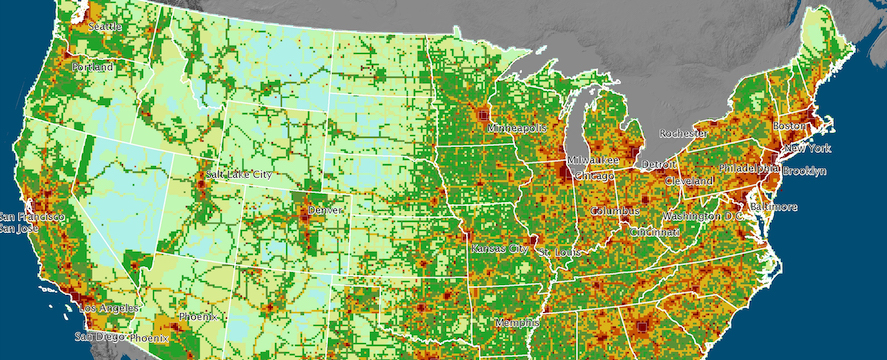 Seattle
Portland
Minneapolis
Rochester
Boston
New York
Milwaukee
Detroit
Chicago
Cleveland
Philadelphia
Brooklyn
Salt Lake City
San Francisco
San Jose
Denver
Columbus
Baltimore
Washington D.C.
Cincinnati
Kansas City
St. Louis
Los Angeles
Phoenix
Memphis
San Diego
Phoenix